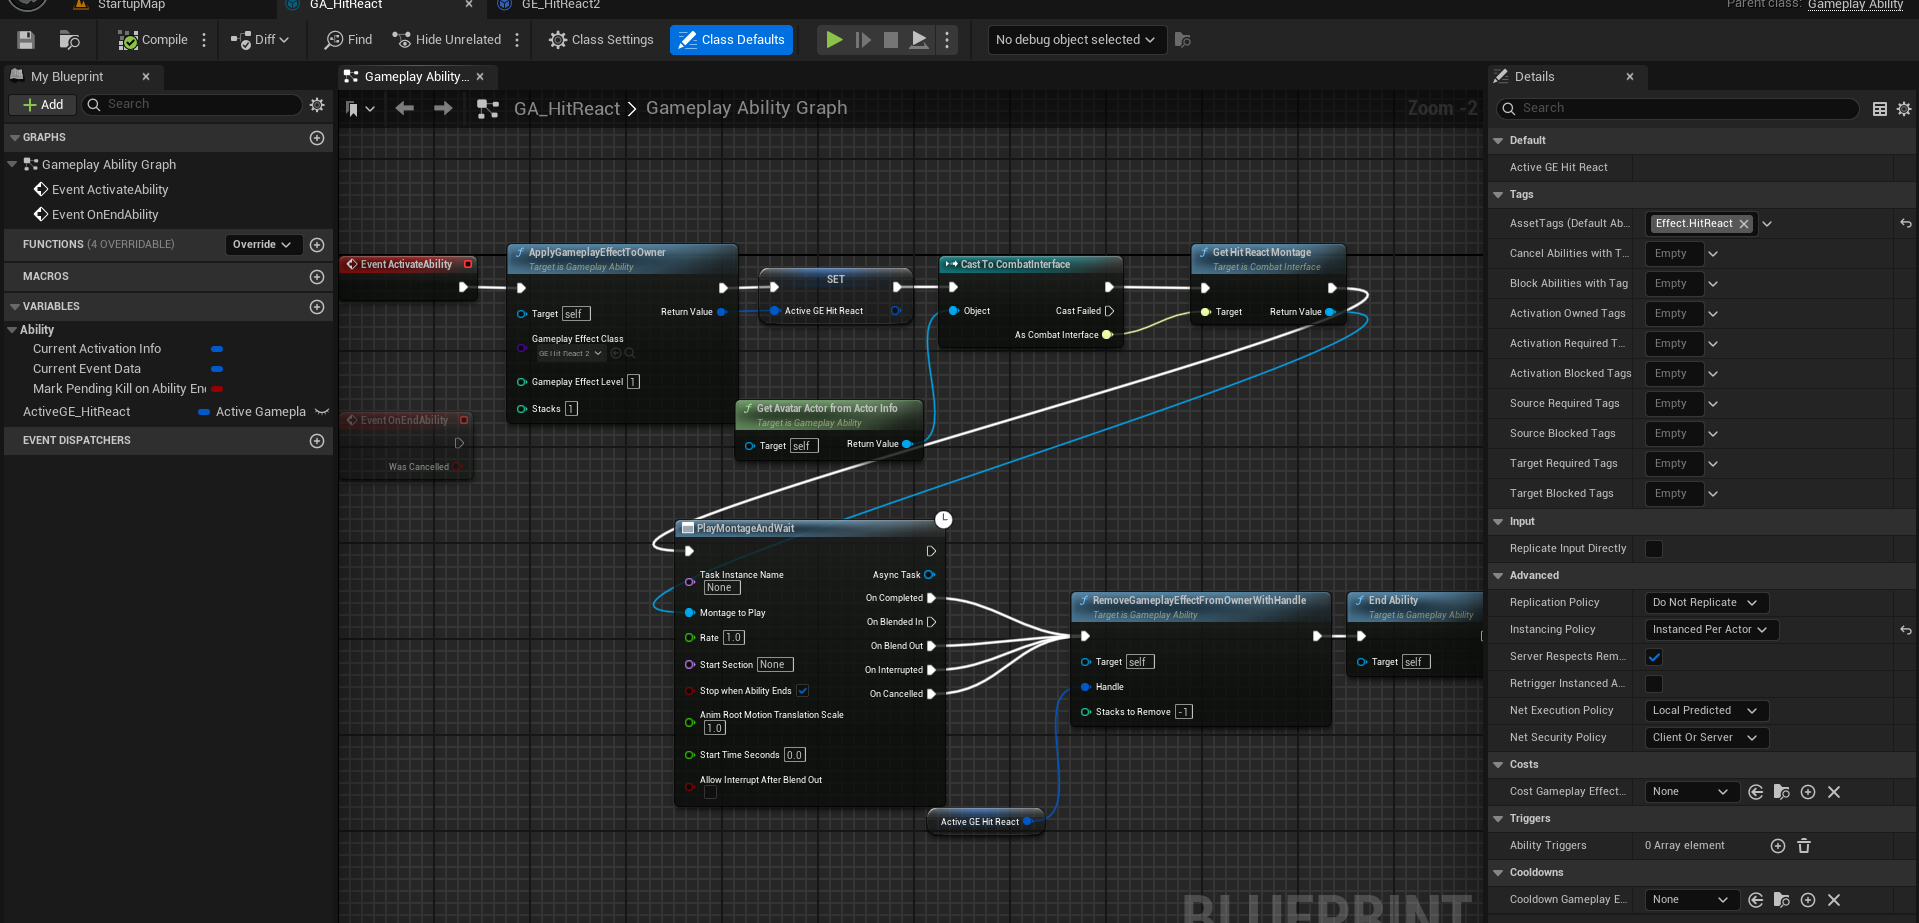 StartupMap
GA_HitReact
GE_HitReact2
Parent class: Gameplay Ability
Compile
Diff
Find
Hide Unrelated
Class Settings
Class Defaults
No debug object selected
My Blueprint
Add
Search
GRAPHS
Gameplay Ability Graph
Event ActivateAbility
Event OnEndAbility
FUNCTIONS (4 OVERRIDABLE)
Override
MACROS
VARIABLES
Ability
Current Activation Info
Current Event Data
Mark Pending Kill on Ability En
ActiveGE_HitReact
Active Gamepla
EVENT DISPATCHERS
Gameplay Ability...
GA_HitReact > Gameplay Ability Graph
Zoom -2
Event ActivateAbility
Event OnEndAbility
Was Cancelled
ApplyGameplayEffectToOwner
Target is Gameplay Ability
Target self
Return Value
Gameplay Effect Class
GE Hit React 2
Gameplay Effect Level 1
Stacks 1
SET
Active GE Hit React
Cast To CombatInterface
Object
Cast Failed
As Combat Interface
Get Hit React Montage
Target is Combat Interface
Target
Return Value
Get Avatar Actor from Actor Info
Target is Gameplay Ability
Target self
Return Value
PlayMontageAndWait
Task Instance Name
None
Async Task
On Completed
Montage to Play
On Blended In
Rate 1.0
On Blend Out
Start Section None
On Interrupted
Stop when Ability Ends
On Cancelled
Anim Root Motion Translation Scale
1.0
Start Time Seconds 0.0
Allow Interrupt After Blend Out
RemoveGameplayEffectFromOwnerWithHandle
Target is Gameplay Ability
Target self
Handle
Stacks to Remove -1
End Ability
Target is Gameplay Ability
Target self
Active GE Hit React
BLUEPRINT
Details
Search
Default
Active GE Hit React
Tags
AssetTags (Default Ab...
Effect.HitReact
Cancel Abilities with T...
Empty
Block Abilities with Tag
Empty
Activation Owned Tags
Empty
Activation Required T...
Empty
Activation Blocked Tags
Empty
Source Required Tags
Empty
Source Blocked Tags
Empty
Target Required Tags
Empty
Target Blocked Tags
Empty
Input
Replicate Input Directly
Advanced
Replication Policy
Do Not Replicate
Instancing Policy
Instanced Per Actor
Server Respects Rem...
Retrigger Instanced A...
Net Execution Policy
Local Predicted
Net Security Policy
Client Or Server
Costs
Cost Gameplay Effect...
None
Triggers
Ability Triggers
0 Array element
Cooldowns
Cooldown Gameplay E...
None